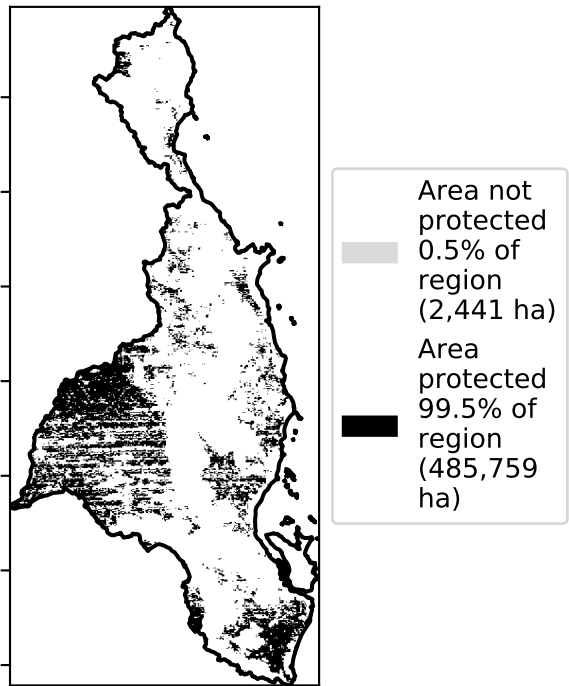 Area not
protected
0.5% of
region
(2,441 ha)
Area
protected
99.5% of
region
(485,759
ha)